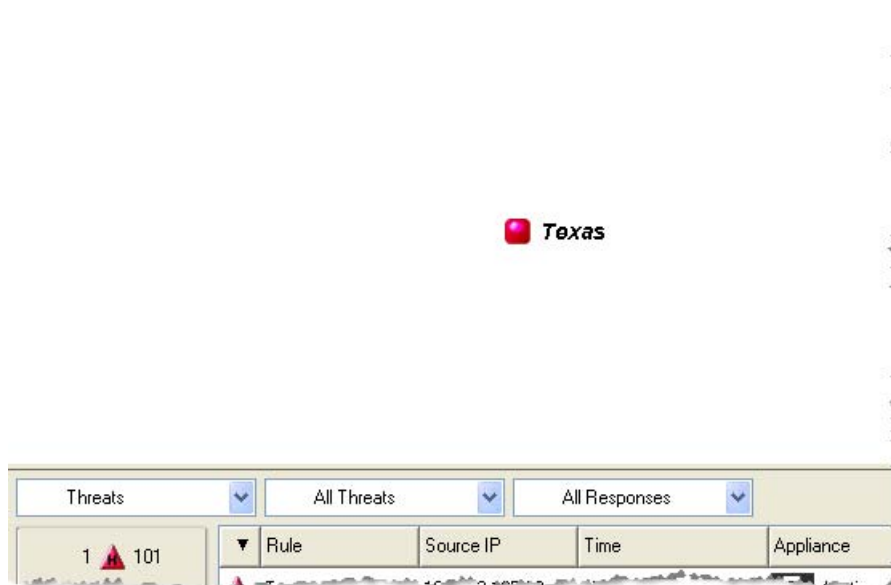 Texas
Threats All Threats All Responses
1 H 101 ▼ Rule Source IP Time Appliance